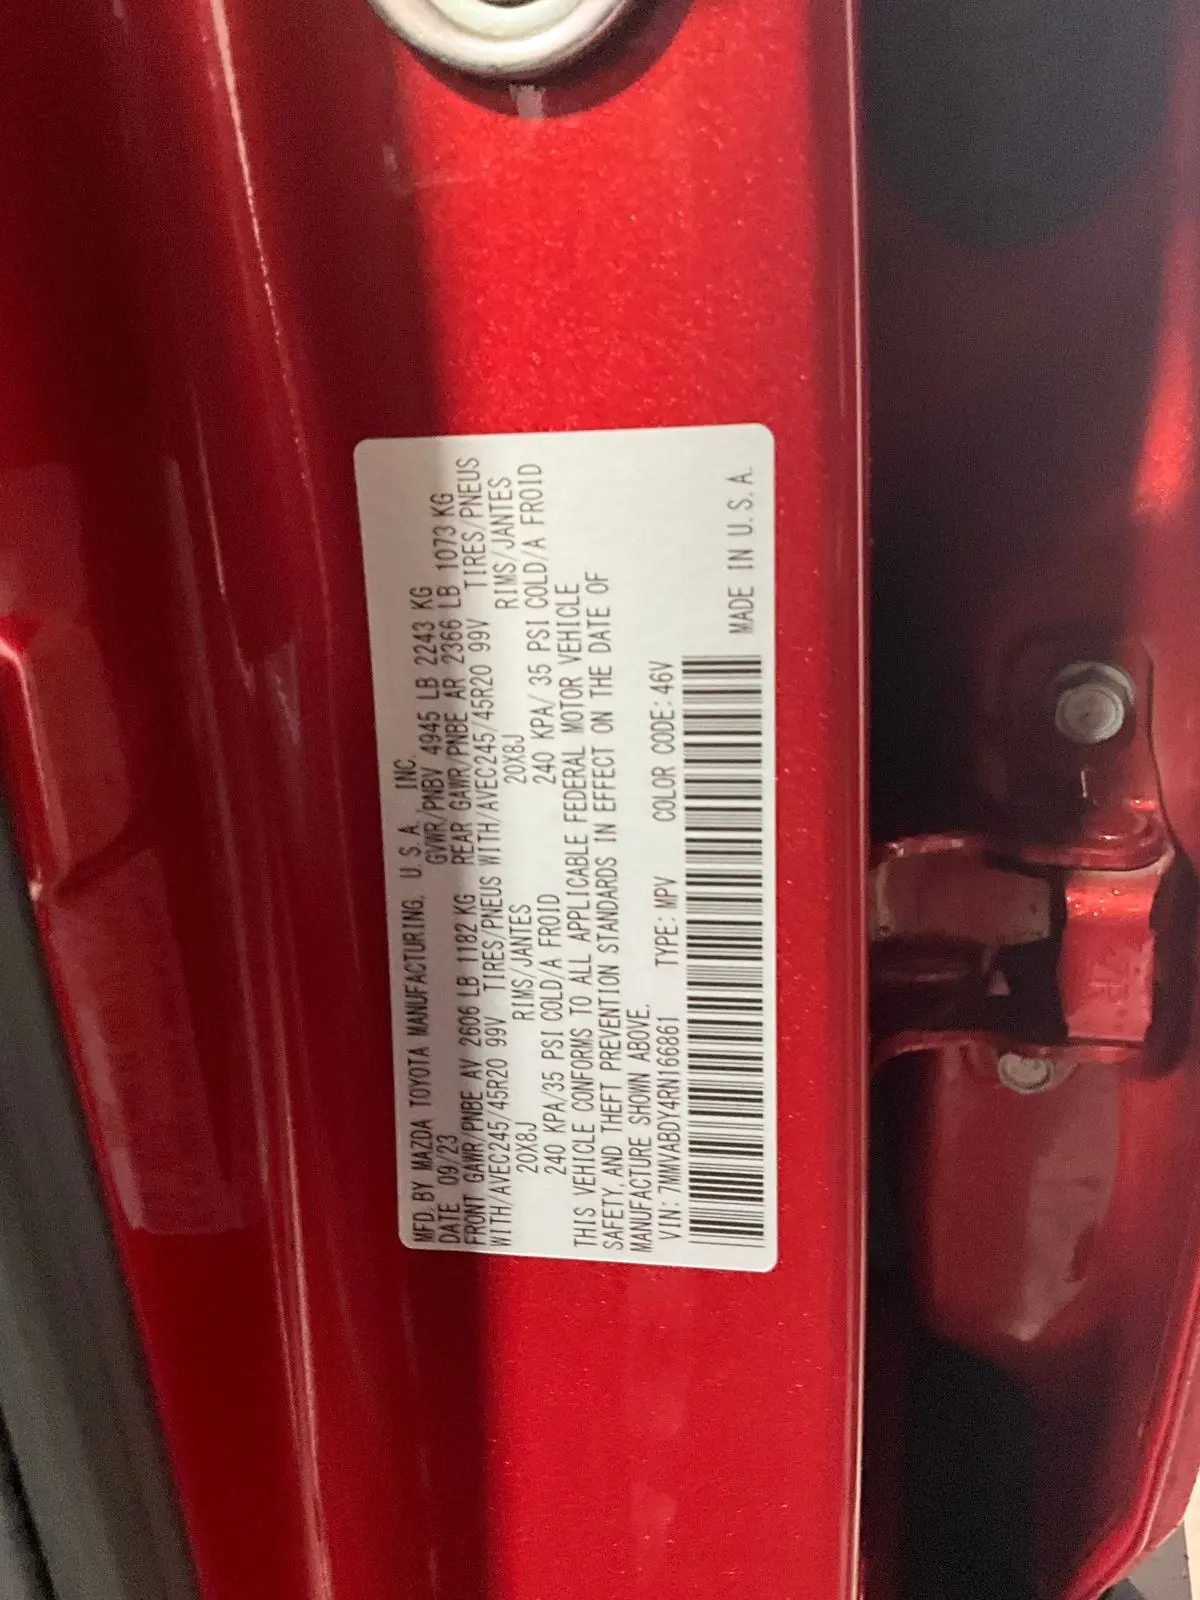 MFD. BY MAZDA TOYOTA MANUFACTURING, U.S.A. INC.
DATE 09/23 GVWR/PNBV 4945 LB 2243 KG
FRONT GAWR/PNBE AV 2606 LB 1182 KG REAR GAWR/PNBE AR 2366 LB 1073 KG
WITH/AVEC245/45R20 99V TIRES/PNEUS WITH/AVEC245/45R20 99V TIRES/PNEUS
20X8J RIMS/JANTES 20X8J RIMS/JANTES
240 KPA/35 PSI COLD/A FROID 240 KPA/ 35 PSI COLD/A FROID
THIS VEHICLE CONFORMS TO ALL APPLICABLE FEDERAL MOTOR VEHICLE
SAFETY, AND THEFT PREVENTION STANDARDS IN EFFECT ON THE DATE OF
MANUFACTURE SHOWN ABOVE.
VIN: 7MMVABDY4RN166861 TYPE: MPV COLOR CODE: 46V
MADE IN U.S.A.